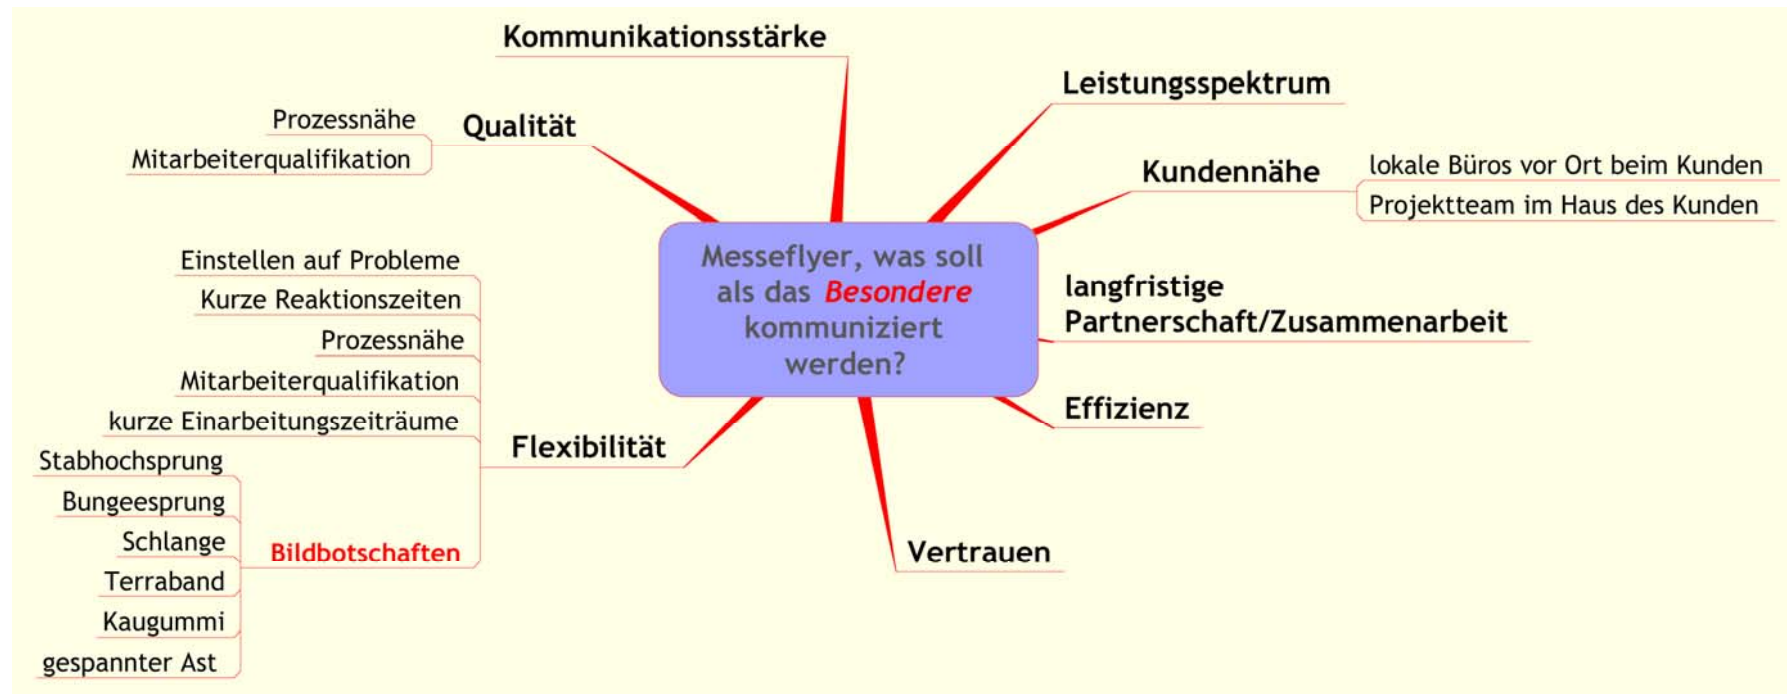 Kommunikationsstärke
Leistungsspektrum
Prozessnähe
Mitarbeiterqualifikation
Qualität
Kundennähe
lokale Büros vor Ort beim Kunden
Projektteam im Haus des Kunden
Messeflyer, was soll
als das Besondere
kommuniziert
werden?
langfristige
Partnerschaft/Zusammenarbeit
Effizienz
Vertrauen
Flexibilität
Einstellen auf Probleme
Kurze Reaktionszeiten
Prozessnähe
Mitarbeiterqualifikation
kurze Einarbeitungszeiträume
Bildbotschaften
Stabhochsprung
Bungeesprung
Schlange
Terraband
Kaugummi
gespannter Ast